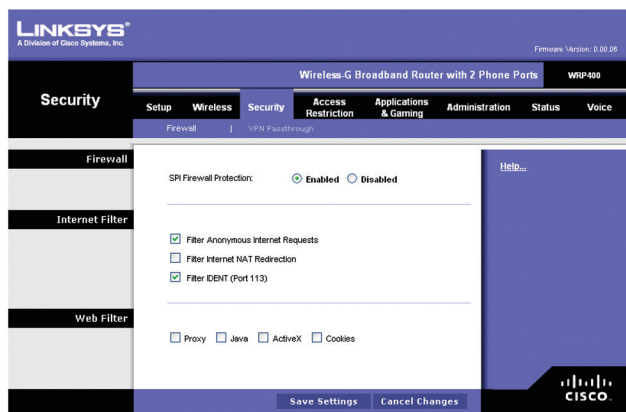 LINKSYS®
A Division of Cisco Systems, Inc.
Firmware Version: 0.00.06
Wireless-G Broadband Router with 2 Phone Ports WRP400
Security
Setup Wireless Security Access Restriction Applications & Gaming Administration Status Voice
Firewall | VPN Passthrough
Firewall
SPI Firewall Protection: Enabled Disabled
Help...
Internet Filter
Filter Anonymous Internet Requests
Filter Internet NAT Redirection
Filter IDENT (Port 113)
Web Filter
Proxy Java ActiveX Cookies
Save Settings Cancel Changes
CISCO.